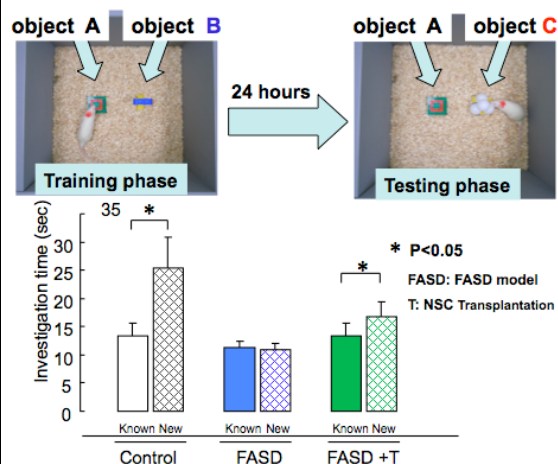 object A object B
object A object C
24 hours
Training phase
Testing phase
Investigation time (sec)
35
30
25
20
15
10
5
0
*
*
* P<0.05
FASD: FASD model
T: NSC Transplantation
Known New Known New Known New
Control FASD FASD +T